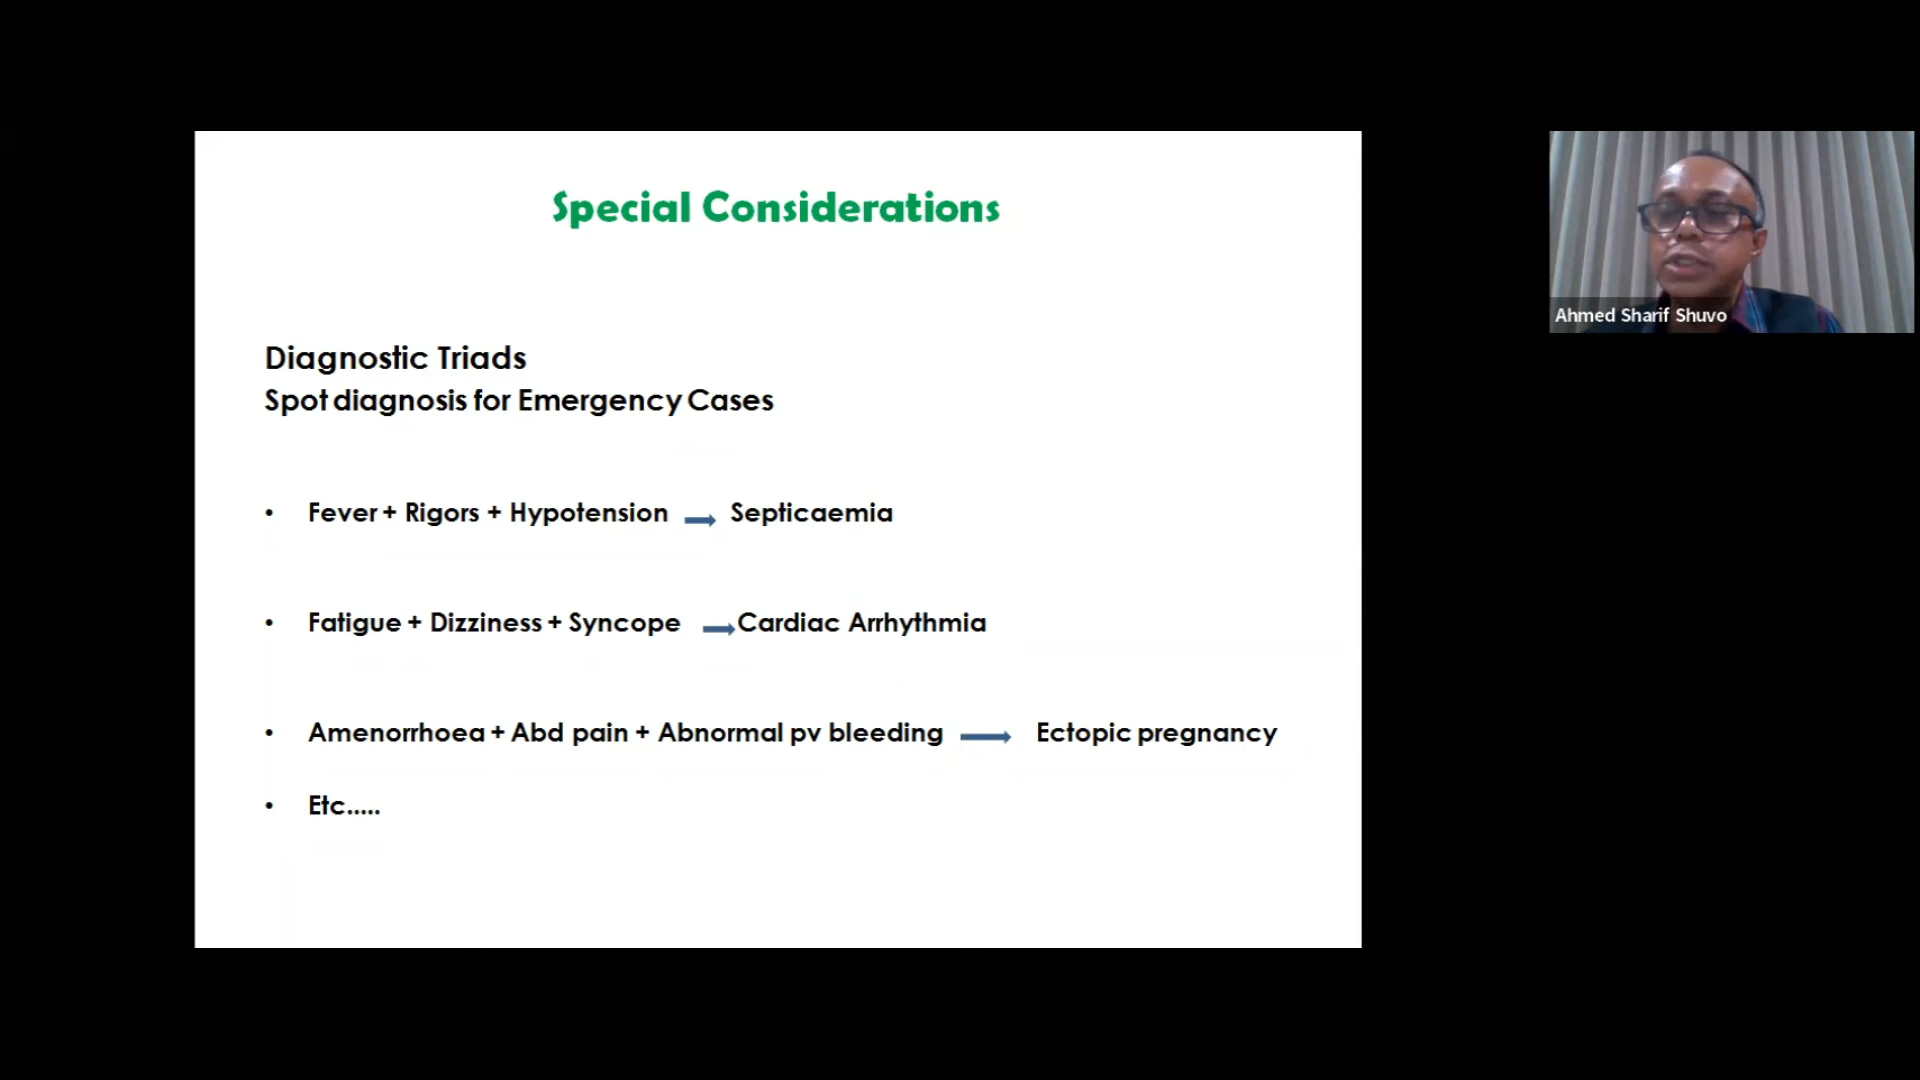 Special Considerations
Diagnostic Triads
Spot diagnosis for Emergency Cases
• Fever + Rigors + Hypotension → Septicaemia
• Fatigue + Dizziness + Syncope → Cardiac Arrhythmia
• Amenorrhoea + Abd pain + Abnormal pv bleeding → Ectopic pregnancy
• Etc.....
Ahmed Sharif Shuvo